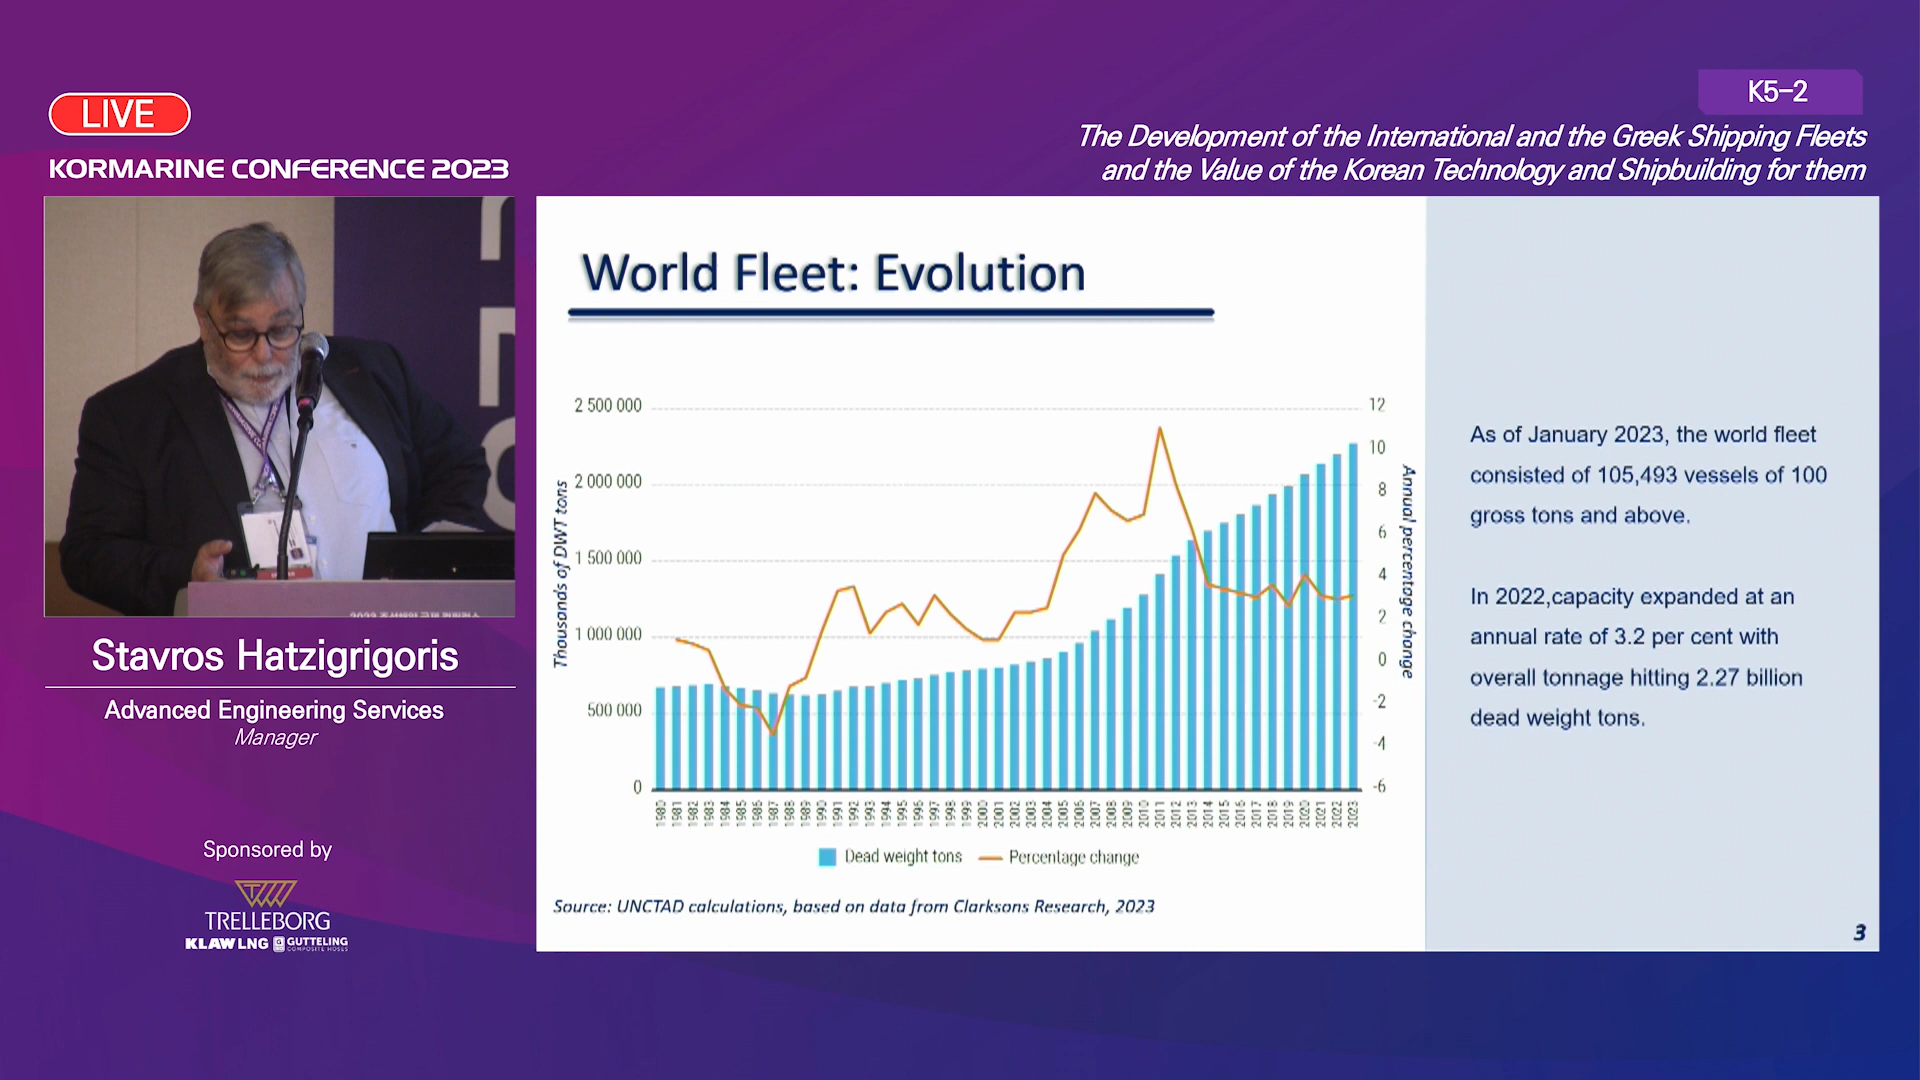 LIVE
KORMARINE CONFERENCE 2023
K5-2
The Development of the International and the Greek Shipping Fleets
and the Value of the Korean Technology and Shipbuilding for them
Stavros Hatzigrigoris
Advanced Engineering Services
Manager
Sponsored by
TRELLEBORG
KLAW LNG GUTTELING
COMPOSITE HOSES
World Fleet: Evolution
Thousands of DWT tons
2 500 000
2 000 000
1 500 000
1 000 000
500 000
0
12
10
8
6
4
2
0
-2
-4
-6
Annual percentage change
1980 1981 1982 1983 1984 1985 1986 1987 1988 1989 1990 1991 1992 1993 1994 1995 1996 1997 1998 1999 2000 2001 2002 2003 2004 2005 2006 2007 2008 2009 2010 2011 2012 2013 2014 2015 2016 2017 2018 2019 2020 2021 2022 2023
Dead weight tons Percentage change
Source: UNCTAD calculations, based on data from Clarksons Research, 2023
As of January 2023, the world fleet
consisted of 105,493 vessels of 100
gross tons and above.
In 2022,capacity expanded at an
annual rate of 3.2 per cent with
overall tonnage hitting 2.27 billion
dead weight tons.
3